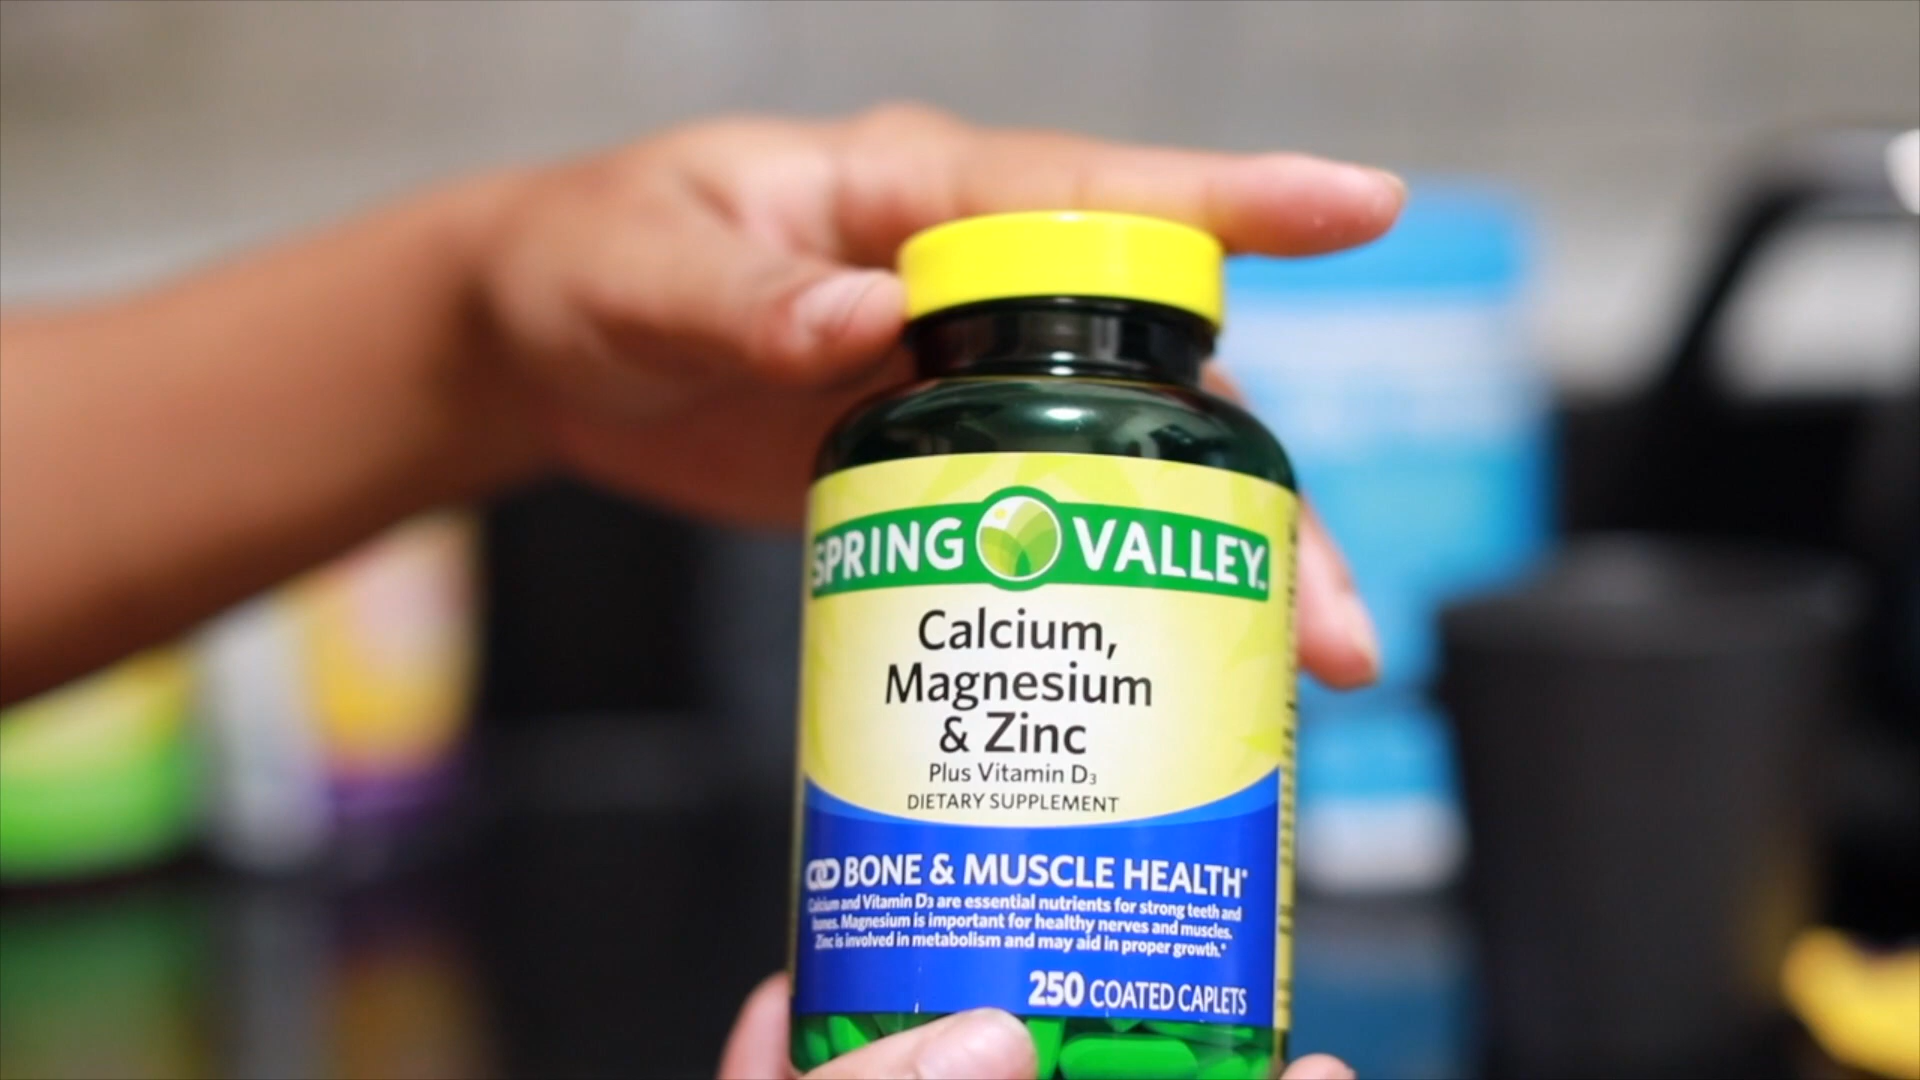 SPRING VALLEY™
Calcium,
Magnesium
& Zinc
Plus Vitamin D₃
DIETARY SUPPLEMENT
BONE & MUSCLE HEALTH*
Calcium and Vitamin D₃ are essential nutrients for strong teeth and
bones. Magnesium is important for healthy nerves and muscles.
Zinc is involved in metabolism and may aid in proper growth.*
250 COATED CAPLETS